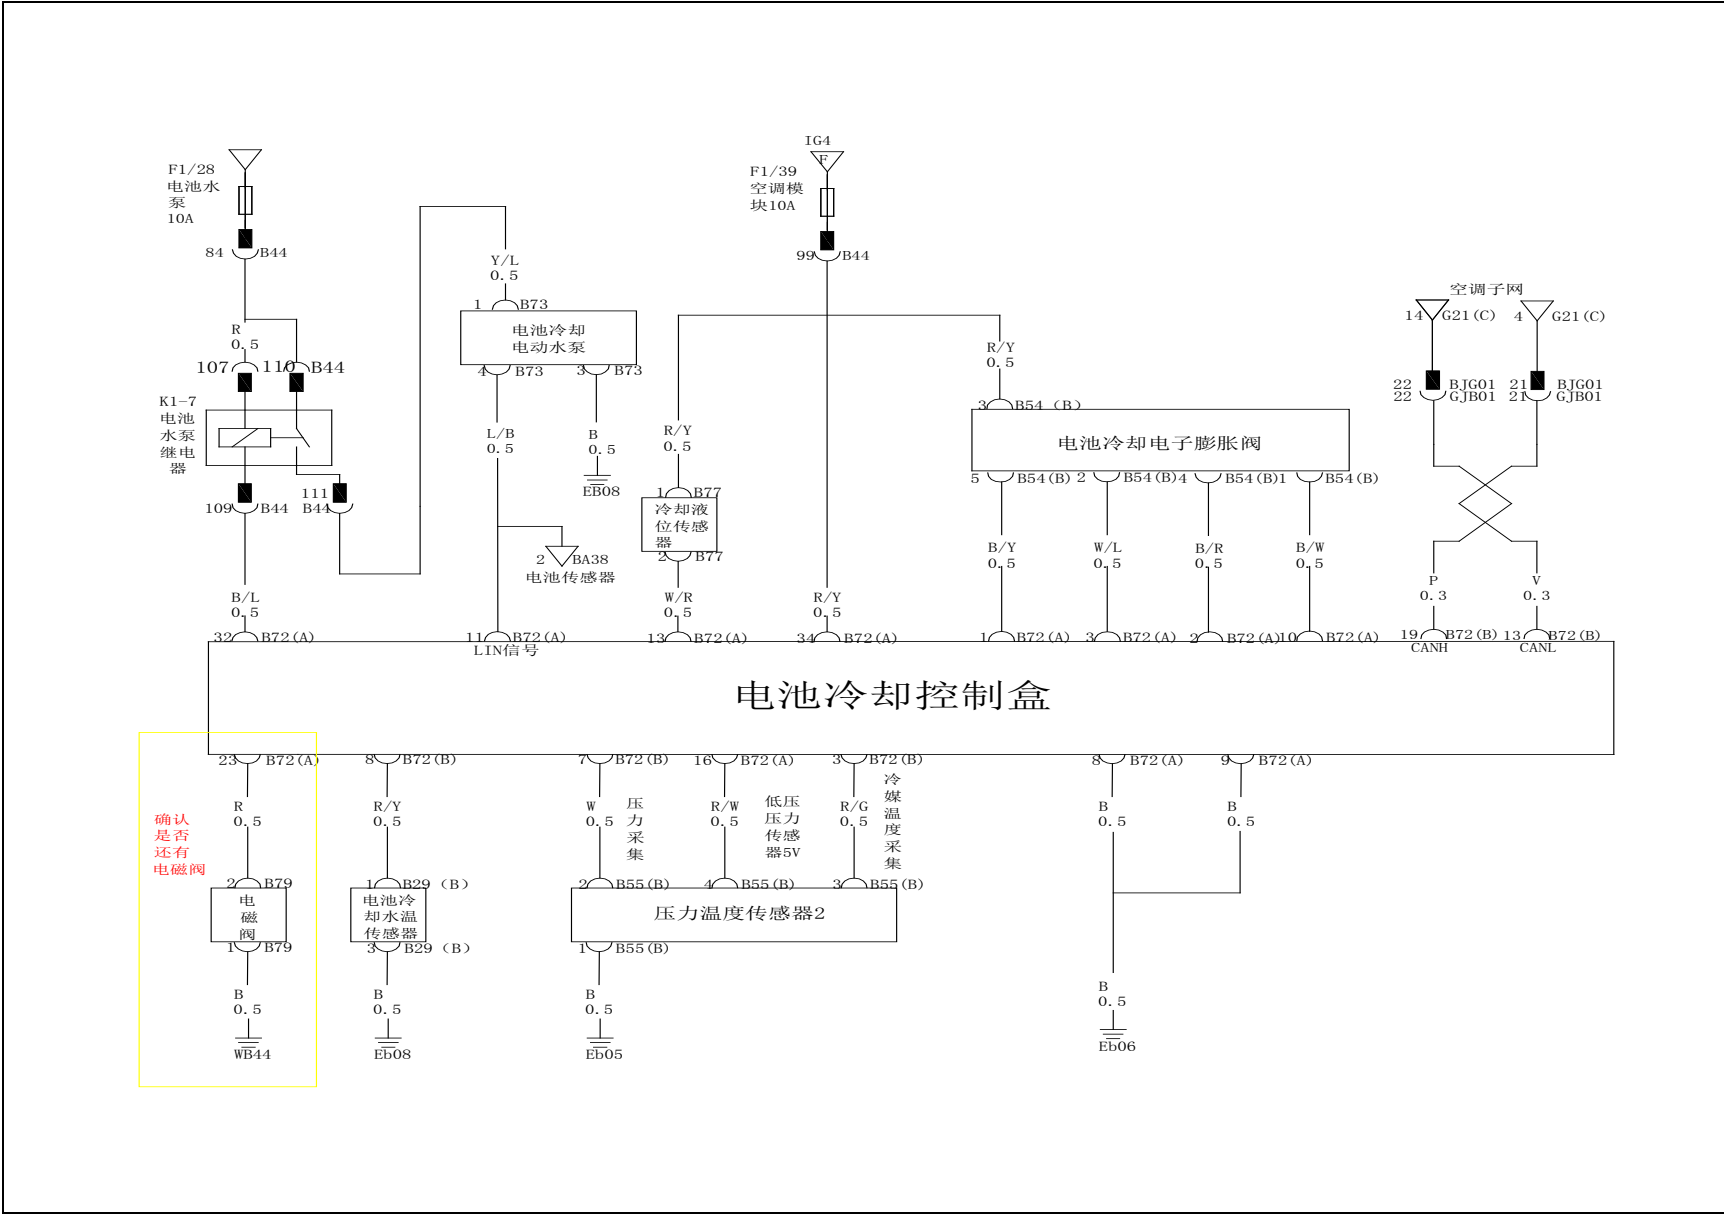 IG4
F
F1/28
电池水
泵
10A
F1/39
空调模
块10A
84
B44
99
B44
Y/L
0.5
1
B73
空调子网
14
G21(C)
4
G21(C)
R
0.5
电池冷却
电动水泵
R/Y
0.5
107
110
B44
4
B73
3
B73
22
BJG01
21
BJG01
22
GJB01
21
GJB01
K1-7
电池
水泵
继电
器
3
B54 (B)
L/B
0.5
B
0.5
R/Y
0.5
电池冷却电子膨胀阀
5
B54(B)
2
B54(B)
4
B54(B)
1
B54(B)
EB08
111
109
B44
B44
1
B77
冷却液
位传感
器
2
B77
2
BA38
电池传感器
B/Y
0.5
W/L
0.5
B/R
0.5
B/W
0.5
P
0.3
V
0.3
B/L
0.5
W/R
0.5
R/Y
0.5
32
B72(A)
11
B72(A)
13
B72(A)
34
B72(A)
1
B72(A)
3
B72(A)
2
B72(A)
10
B72(A)
19
B72(B)
13
B72(B)
LIN信号
CANH
CANL
电池冷却控制盒
23
B72(A)
8
B72(B)
7
B72(B)
16
B72(A)
3
B72(B)
8
B72(A)
9
B72(A)
R
0.5
R/Y
0.5
W
0.5
压
力
采
集
R/W
0.5
低压
压力
传感
器5V
R/G
0.5
冷
媒
温
度
采
集
B
0.5
B
0.5
确认
是否
还有
电磁阀
2
B79
1
B29 (B)
2
B55(B)
4
B55(B)
3
B55(B)
电
磁
阀
电池冷
却水温
传感器
压力温度传感器2
1
B79
3
B29 (B)
1
B55(B)
B
0.5
B
0.5
B
0.5
B
0.5
WB44
Eb08
Eb05
Eb06